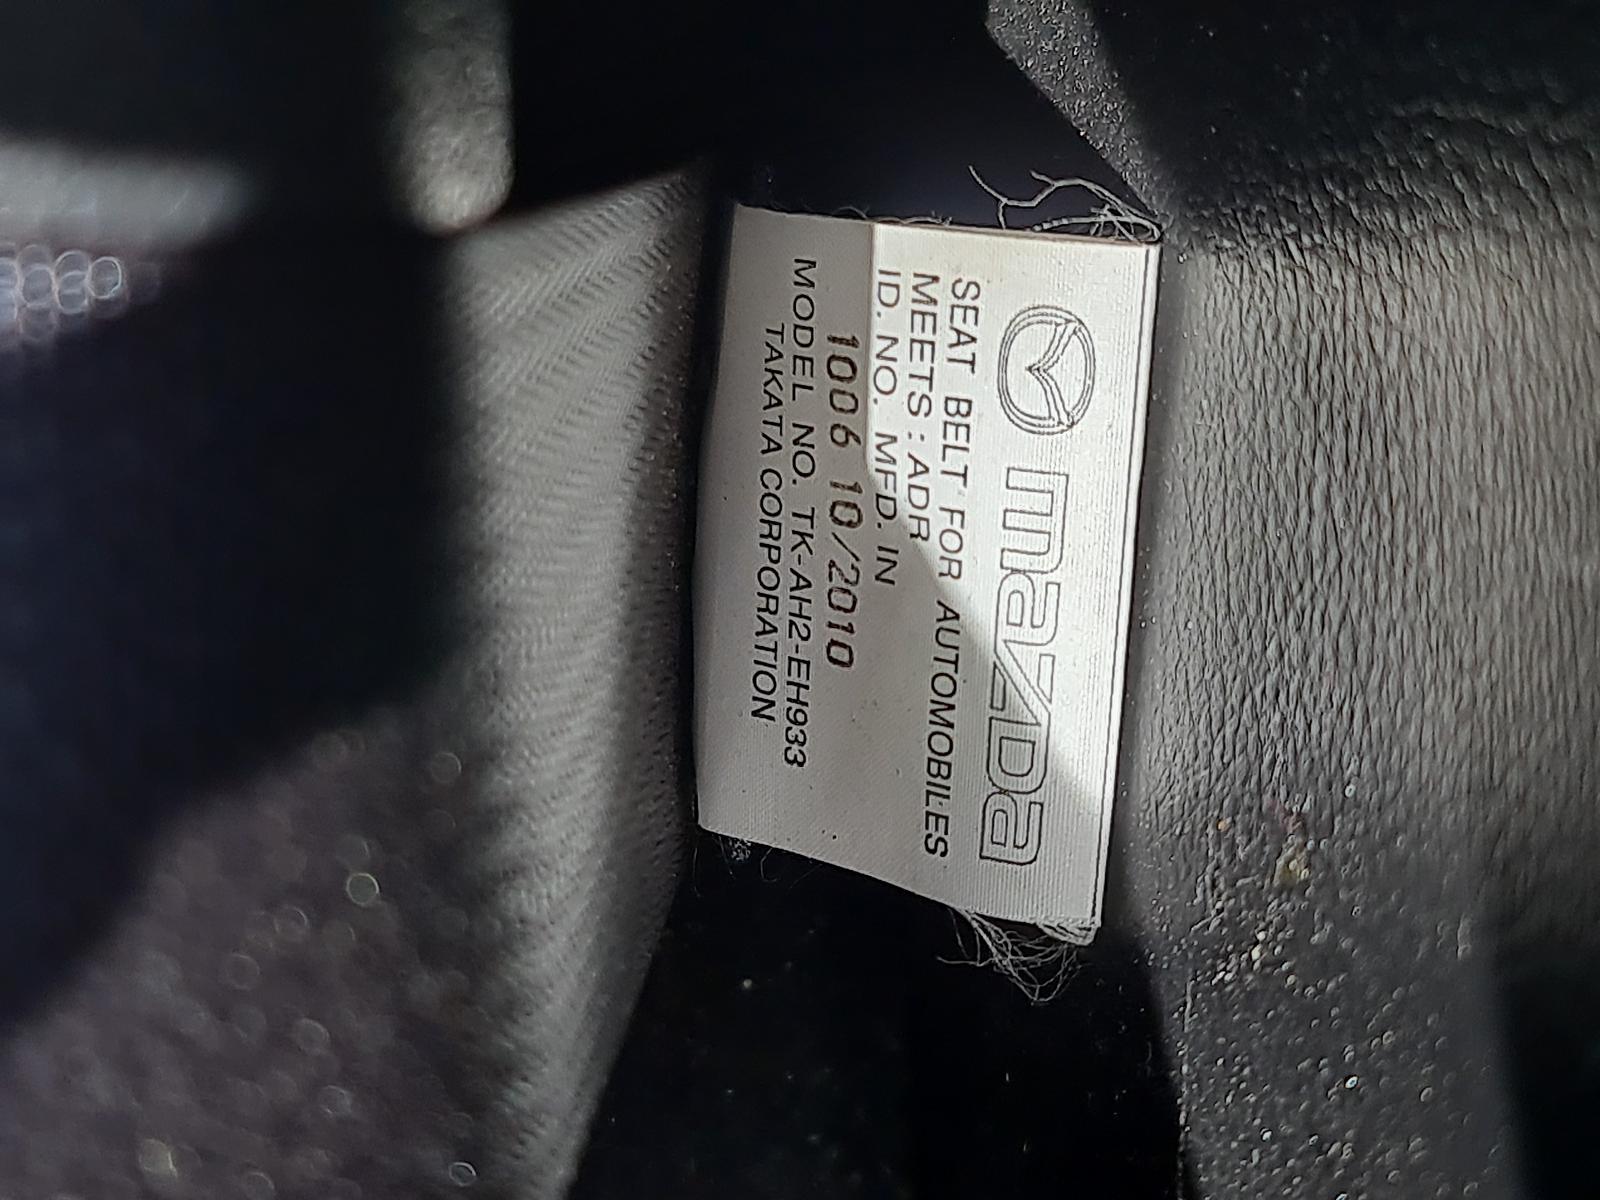 mazda
SEAT BELT FOR AUTOMOBILES
MEETS : ADR
ID. NO. MFD. IN
1006 10/2010
MODEL NO. TK-AH2-EH933
TAKATA CORPORATION